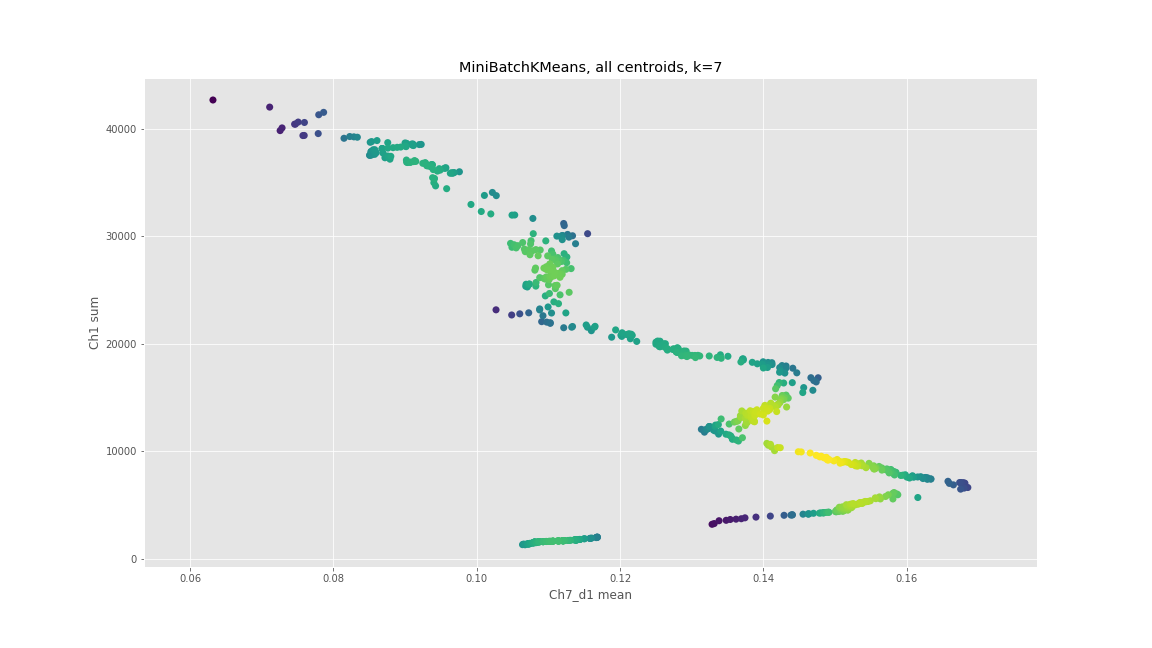 MiniBatchKMeans, all centroids, k=7
Ch1 sum
40000
30000
20000
10000
0
0.06 0.08 0.10 0.12 0.14 0.16
Ch7_d1 mean